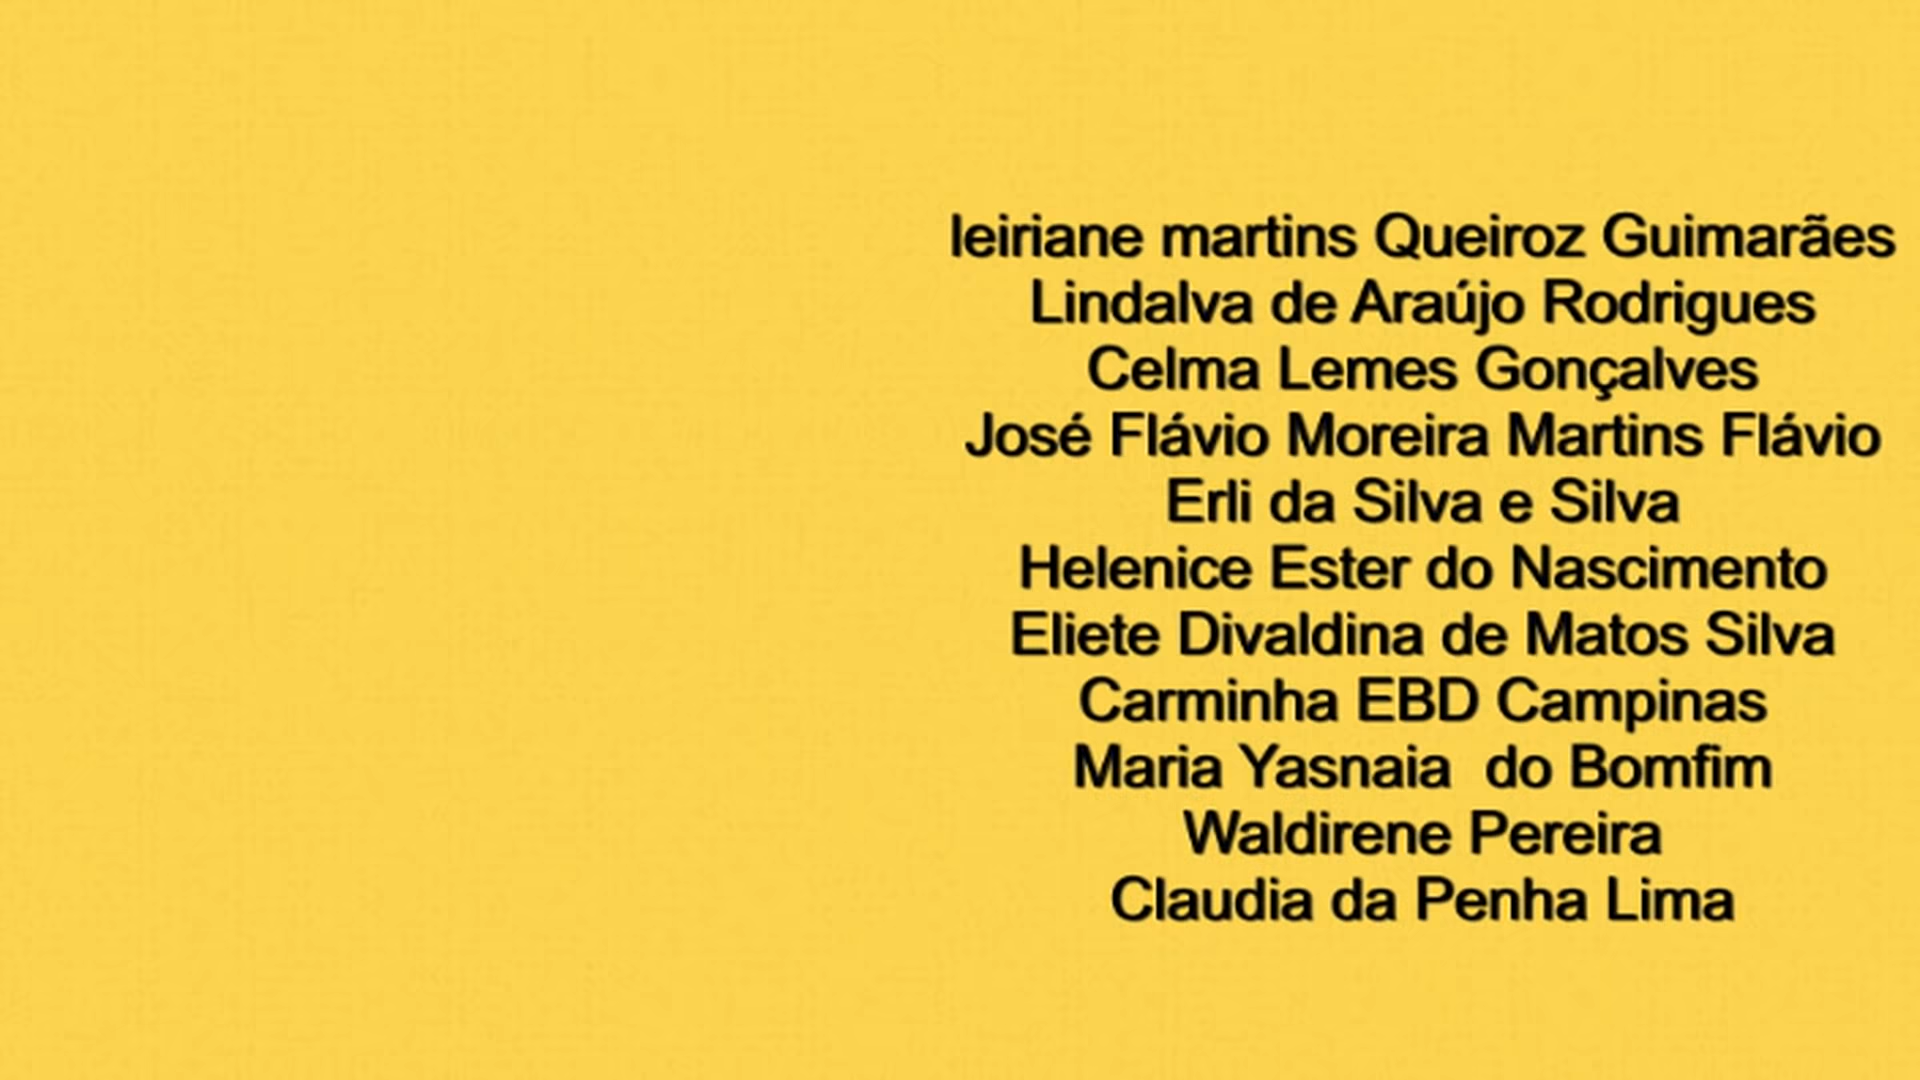 leiriane martins Queiroz Guimarães
Lindalva de Araújo Rodrigues
Celma Lemes Gonçalves
José Flávio Moreira Martins Flávio
Erli da Silva e Silva
Helenice Ester do Nascimento
Eliete Divaldina de Matos Silva
Carminha EBD Campinas
Maria Yasnaia  do Bomfim
Waldirene Pereira
Claudia da Penha Lima